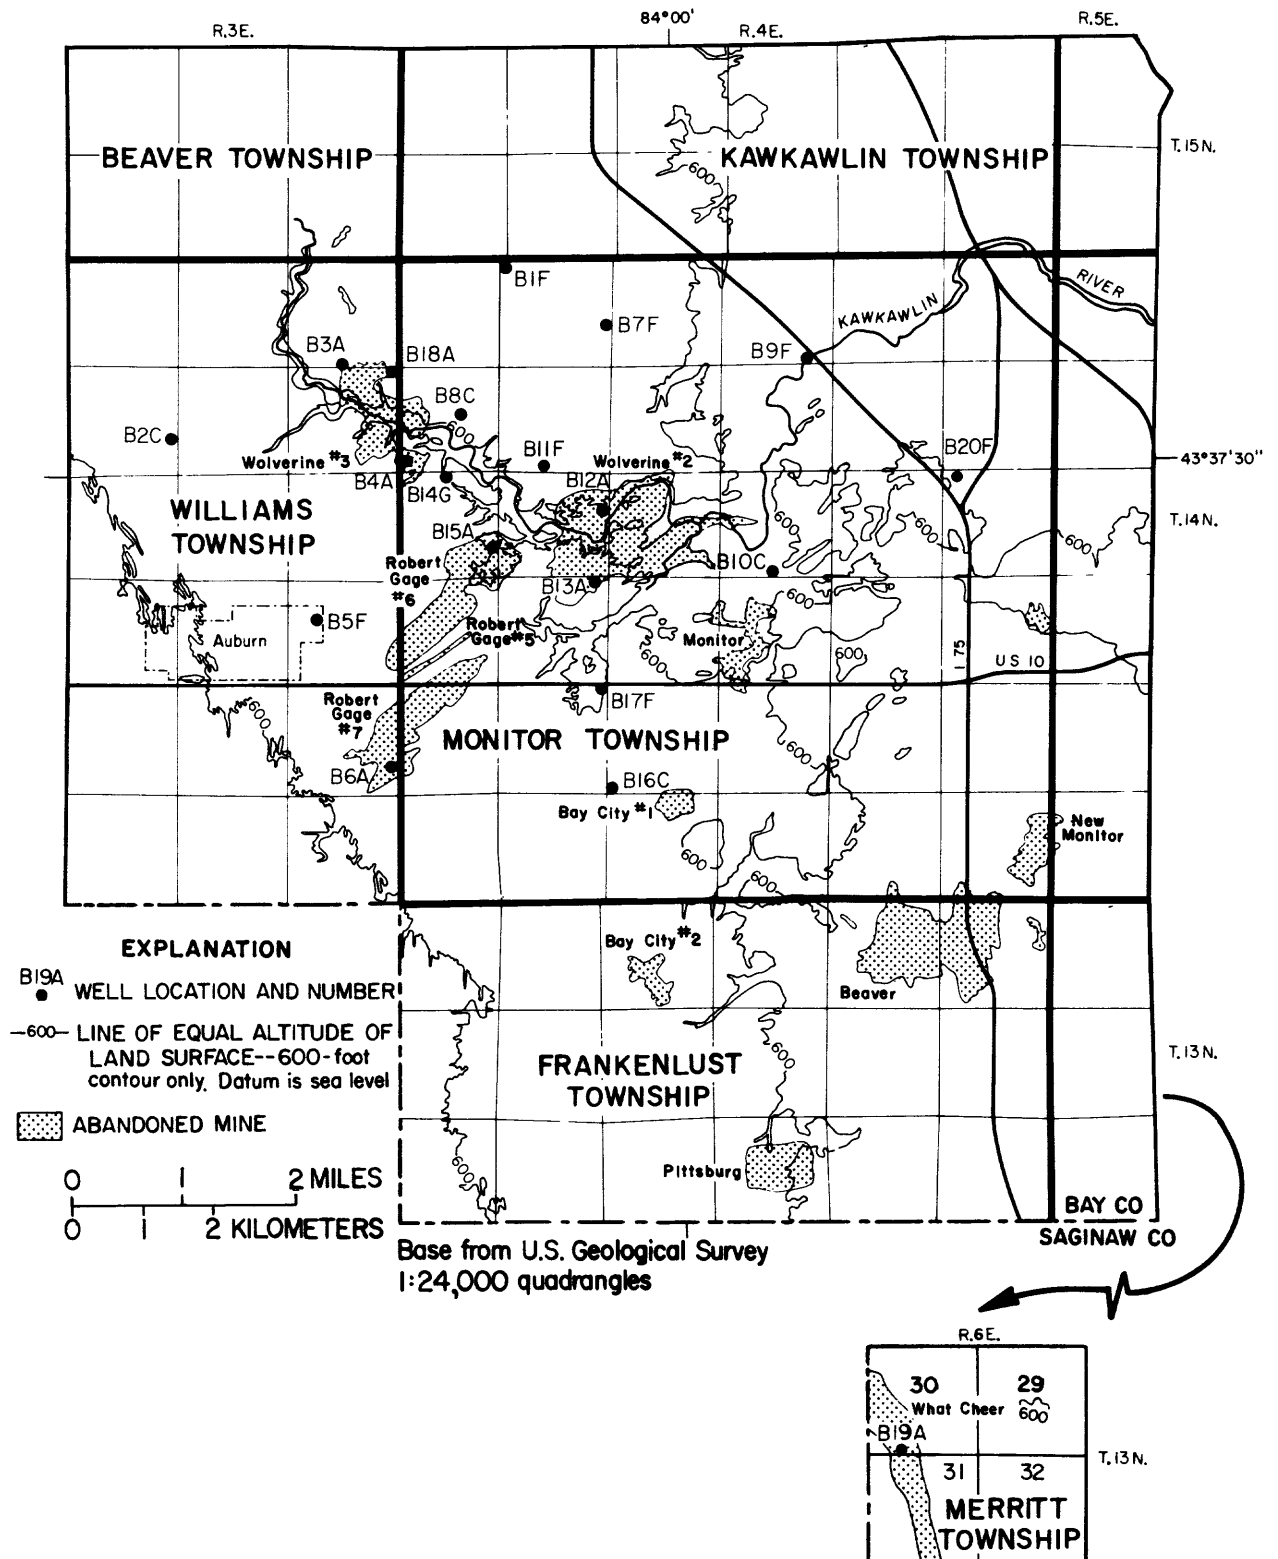 84°00'
R.3E.
R.4E.
R.5E.
BEAVER TOWNSHIP
KAWKAWLIN TOWNSHIP
T.15N.
600
B1F
KAWKAWLIN
RIVER
B7F
B3A
B18A
B9F
B8C
B2C
600
B11F
B20F
43°37'30"
Wolverine #3
Wolverine #2
B4A
B14G
B12A
WILLIAMS
TOWNSHIP
600
600
T.14N.
B15A
600
Robert
Gage
#6
B10C
B13A
600
B5F
Auburn
Robert
Gage #5
Monitor
600
600
I 75
US 10
Robert
Gage
#7
600
B17F
MONITOR TOWNSHIP
600
B6A
B16C
Bay City #1
New
Monitor
600
600
EXPLANATION
B19A
WELL LOCATION AND NUMBER
—600— LINE OF EQUAL ALTITUDE OF
LAND SURFACE--600-foot
contour only. Datum is sea level
ABANDONED MINE
Bay City #2
Beaver
FRANKENLUST
TOWNSHIP
600
T.13N.
600
Pittsburg
0 1 2 MILES
0 1 2 KILOMETERS
BAY CO
SAGINAW CO
Base from U.S. Geological Survey
1:24,000 quadrangles
R.6E.
30 29
What Cheer 600
B19A
T.13N.
31 32
MERRITT
TOWNSHIP